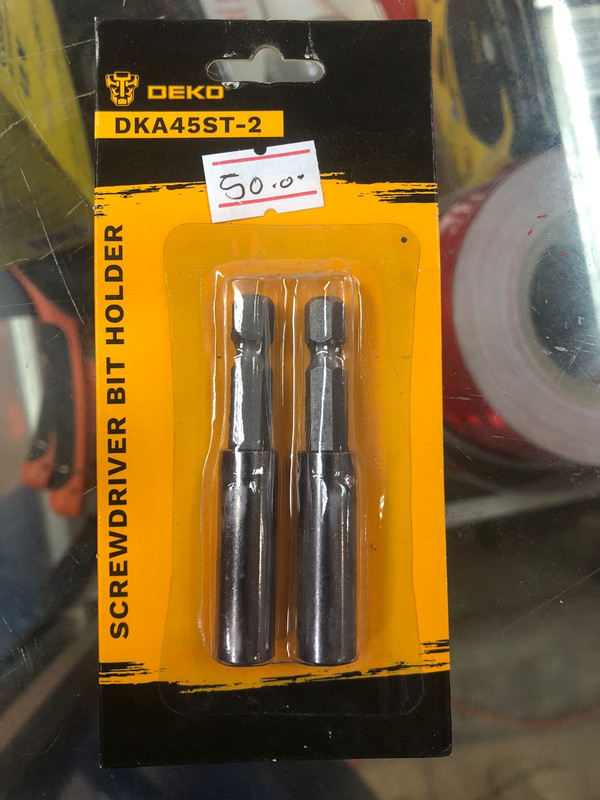 DEKO
DKA45ST-2
50.0
SCREWDRIVER BIT HOLDER